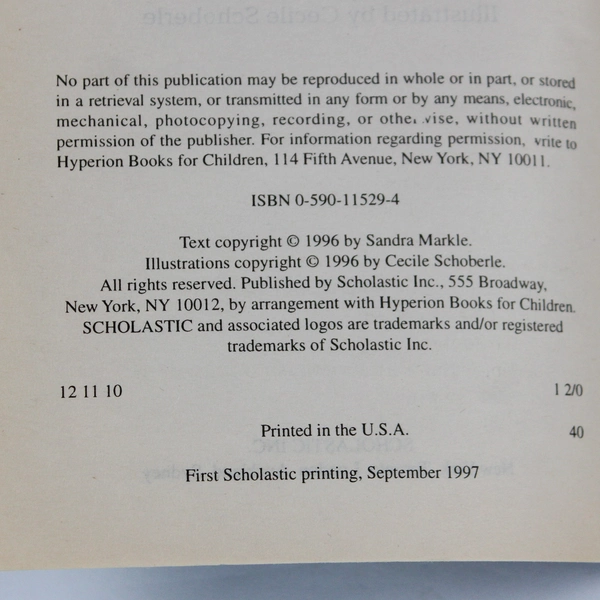 No part of this publication may be reproduced in whole or in part, or stored
in a retrieval system, or transmitted in any form or by any means, electronic,
mechanical, photocopying, recording, or otherwise, without written
permission of the publisher. For information regarding permission, write to
Hyperion Books for Children, 114 Fifth Avenue, New York, NY 10011.
ISBN 0-590-11529-4
Text copyright © 1996 by Sandra Markle.
Illustrations copyright © 1996 by Cecile Schoberle.
All rights reserved. Published by Scholastic Inc., 555 Broadway,
New York, NY 10012, by arrangement with Hyperion Books for Children.
SCHOLASTIC and associated logos are trademarks and/or registered
trademarks of Scholastic Inc.
12 11 10 1 2/0
Printed in the U.S.A. 40
First Scholastic printing, September 1997